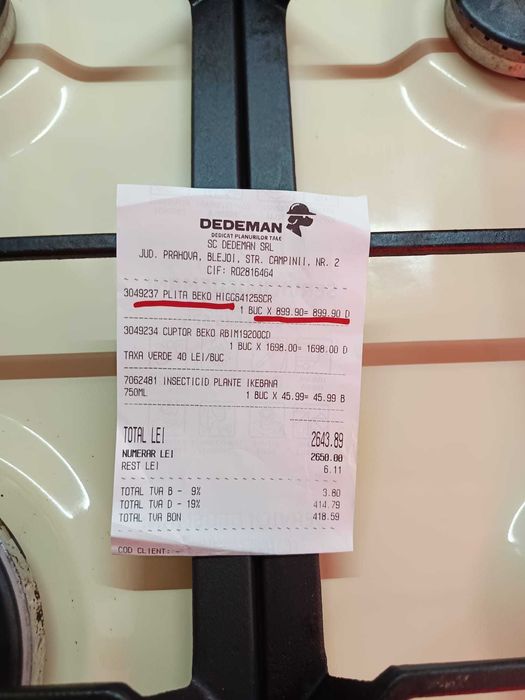 DEDEMAN
DEDICAT PLANURILOR TALE
SC DEDEMAN SRL
JUD. PRAHOVA, BLEJOI, STR. CAMPINII, NR. 2
CIF: RO2816464
3049237 PLITA BEKO HIGG64125SCR
1 BUC X 899.90= 899.90 D
3049234 CUPTOR BEKO RBIM19200CD
1 BUC X 1698.00= 1698.00 D
TAXA VERDE 40 LEI/BUC
7062481 INSECTICID PLANTE IKEBANA
750ML 1 BUC X 45.99= 45.99 B
TOTAL LEI 2643.89
NUMERAR LEI 2650.00
REST LEI 6.11
TOTAL TVA B - 9% 3.80
TOTAL TVA D - 19% 414.79
TOTAL TVA BON 418.59
COD CLIENT: -